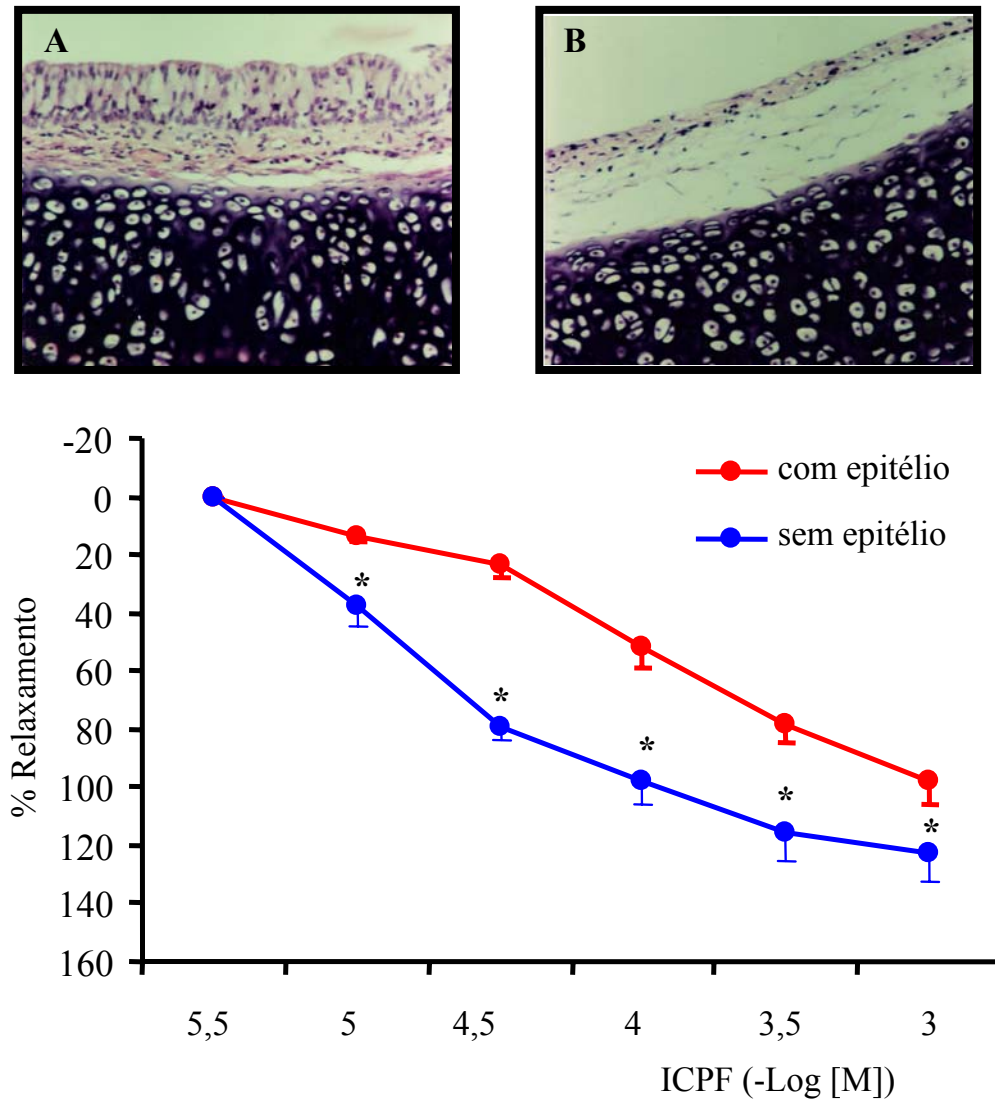 A
B
-20
0
20
40
60
80
100
120
140
160
% Relaxamento
com epitélio
sem epitélio
*
*
*
*
*
5,5 5 4,5 4 3,5 3
ICPF (-Log [M])